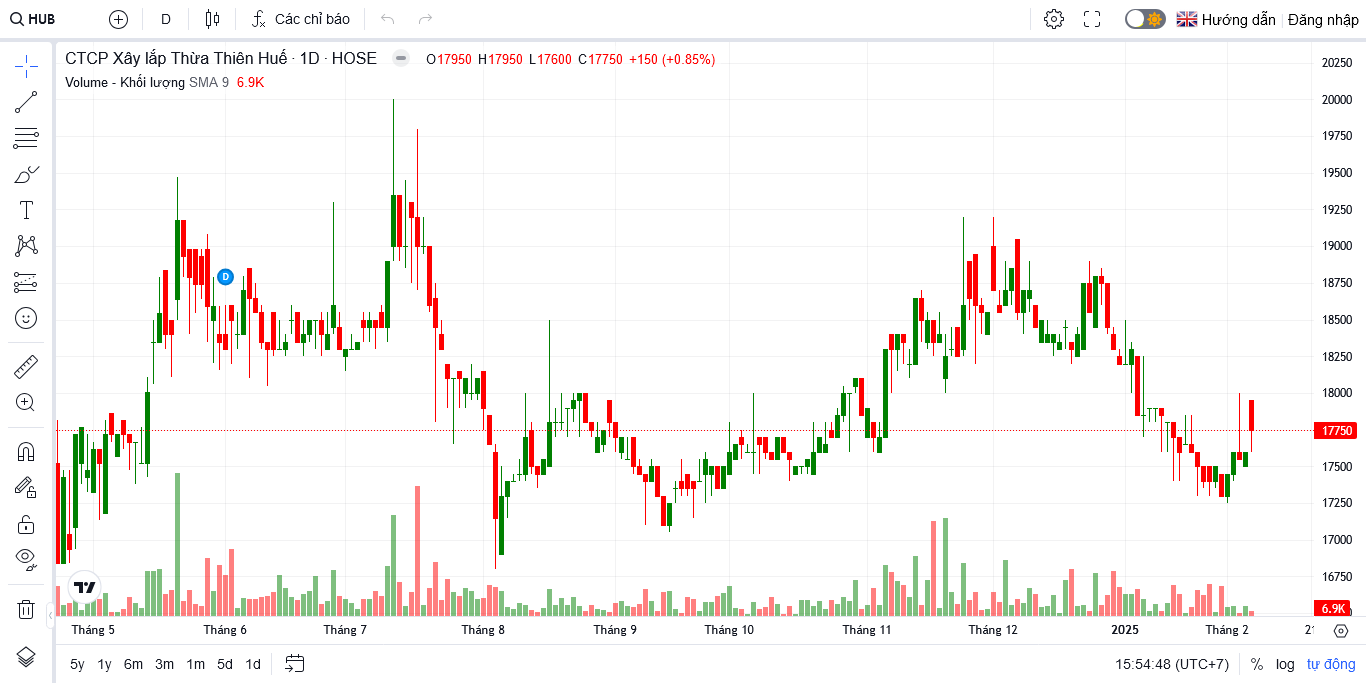 HUB D Các chỉ báo Hướng dẫn Đăng nhập
CTCP Xây lắp Thừa Thiên Huế · 1D · HOSE O17950 H17950 L17600 C17750 +150 (+0.85%)
Volume - Khối lượng SMA 9 6.9K
D
20250
20000
19750
19500
19250
19000
18750
18500
18250
18000
17750
17500
17250
17000
16750
6.9K
Tháng 5 Tháng 6 Tháng 7 Tháng 8 Tháng 9 Tháng 10 Tháng 11 Tháng 12 2025 Tháng 2
5y 1y 6m 3m 1m 5d 1d 15:54:48 (UTC+7) % log tự động